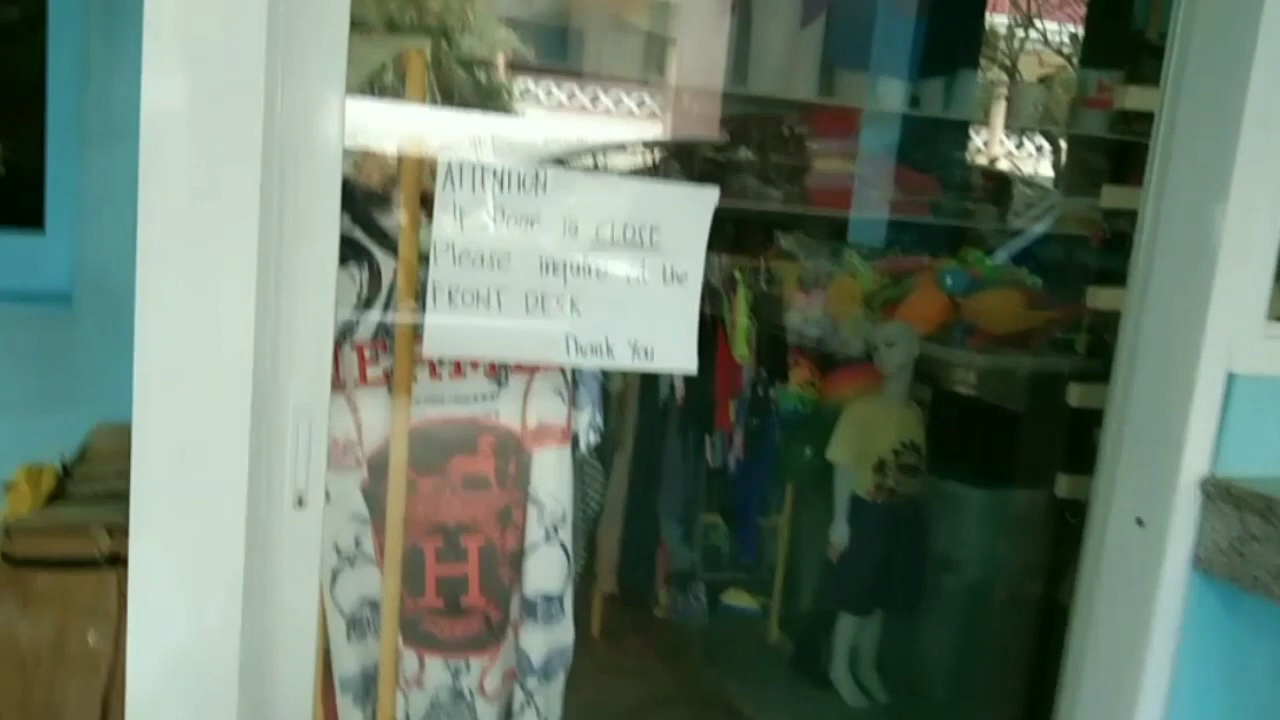 ATTENTION
If Door is CLOSE
Please inquire at the
FRONT DESK
Thank You
H